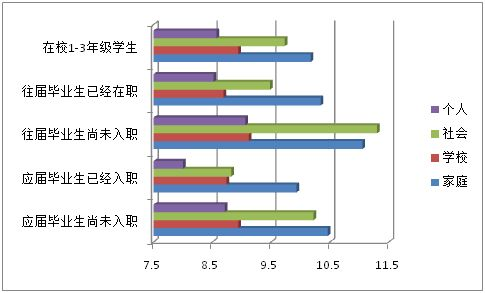 在校1-3年级学生
往届毕业生已经在职
往届毕业生尚未入职
应届毕业生已经入职
应届毕业生尚未入职
7.5 8.5 9.5 10.5 11.5
个人
社会
学校
家庭